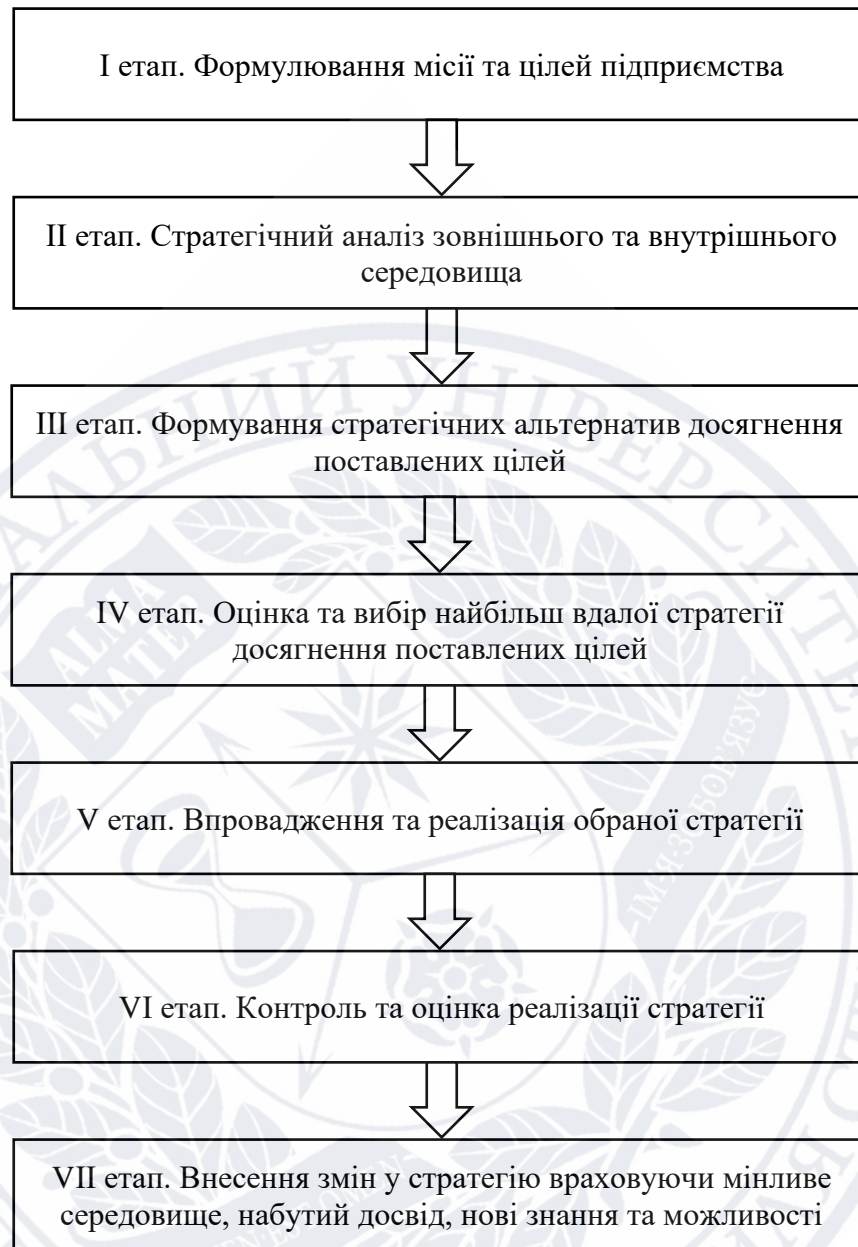 I етап. Формулювання місії та цілей підприємства
II етап. Стратегічний аналіз зовнішнього та внутрішнього
середовища
III етап. Формування стратегічних альтернатив досягнення
поставлених цілей
IV етап. Оцінка та вибір найбільш вдалої стратегії
досягнення поставлених цілей
V етап. Впровадження та реалізація обраної стратегії
VI етап. Контроль та оцінка реалізації стратегії
VII етап. Внесення змін у стратегію враховуючи мінливе
середовище, набутий досвід, нові знання та можливості
ALMA
MATER